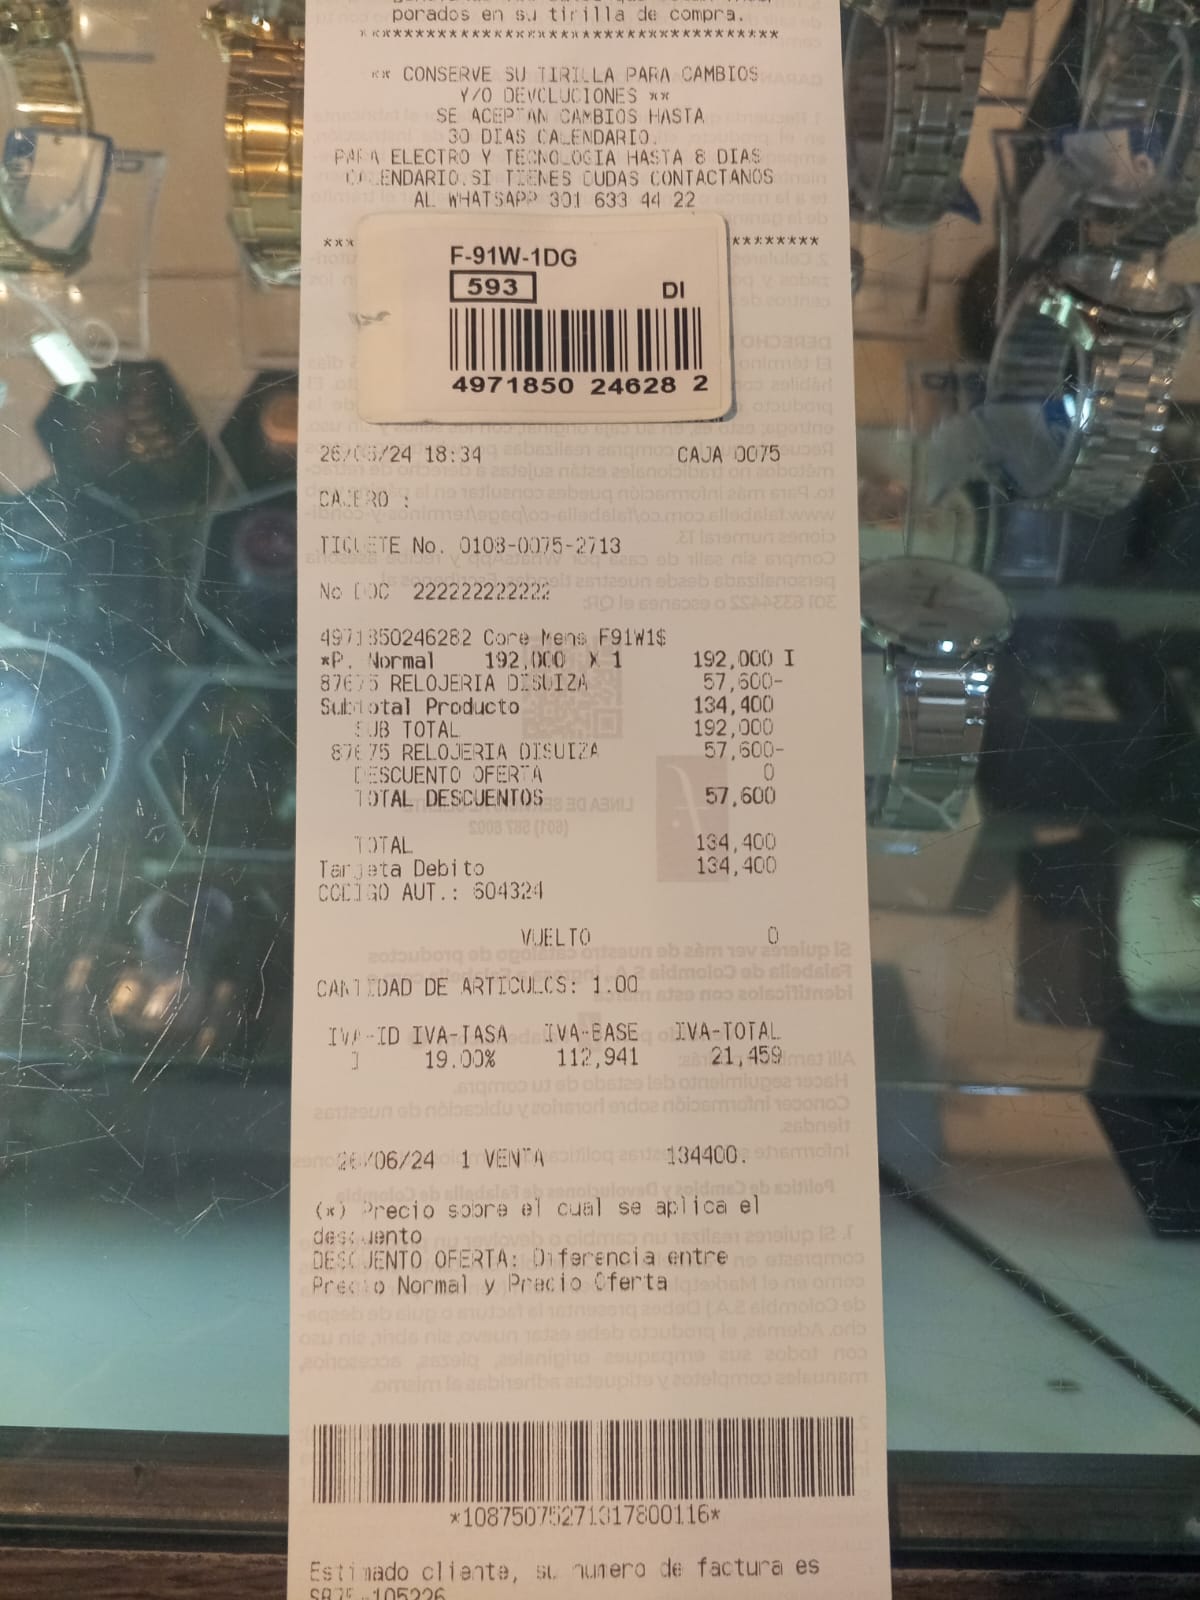 porados en su tirilla de compra.
****************************************
** CONSERVE SU TIRILLA PARA CAMBIOS
Y/O DEVOLUCIONES **
SE ACEPTAN CAMBIOS HASTA
30 DIAS CALENDARIO.
PARA ELECTRO Y TECNOLOGIA HASTA 8 DIAS
CALENDARIO.SI TIENES DUDAS CONTACTANOS
AL WHATSAPP 301 633 44 22
*** ********
F-91W-1DG
593 DI
4971850 24628 2
26/06/24 18:34 CAJA 0075
CAJERO :
TIQUETE No. 0108-0075-2713
No DOC 222222222222
4971850246282 Core Mens F91W1$
*P. Normal 192,000 X 1 192,000 I
87675 RELOJERIA DISUIZA 57,600-
Subtotal Producto 134,400
SUB TOTAL 192,000
87675 RELOJERIA DISUIZA 57,600-
DESCUENTO OFERTA 0
TOTAL DESCUENTOS 57,600
TOTAL 134,400
Tarjeta Debito 134,400
CODIGO AUT.: 604324
VUELTO 0
CANTIDAD DE ARTICULOS: 1.00
IVA-ID IVA-TASA IVA-BASE IVA-TOTAL
I 19.00% 112,941 21,459
26/06/24 1 VENTA 134400.
(*) Precio sobre el cual se aplica el
descuento
DESCUENTO OFERTA: Diferencia entre
Precio Normal y Precio Oferta
*10875075271317800116*
Estimado cliente, su numero de factura es